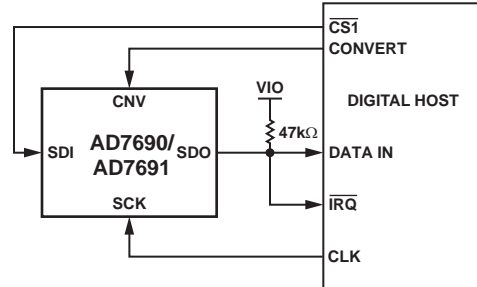 CS1
CONVERT
VIO
CNV
DIGITAL HOST
47kΩ
SDI
AD7690/
AD7691
SDO
DATA IN
SCK
IRQ
CLK